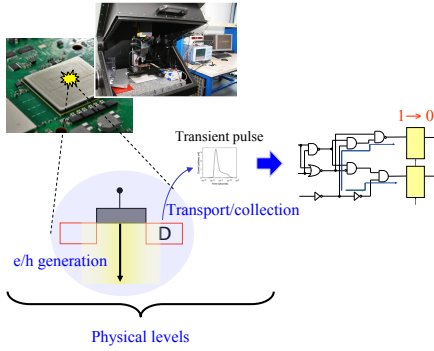 1→ 0
Transient pulse
Transport/collection
D
e/h generation
Physical levels